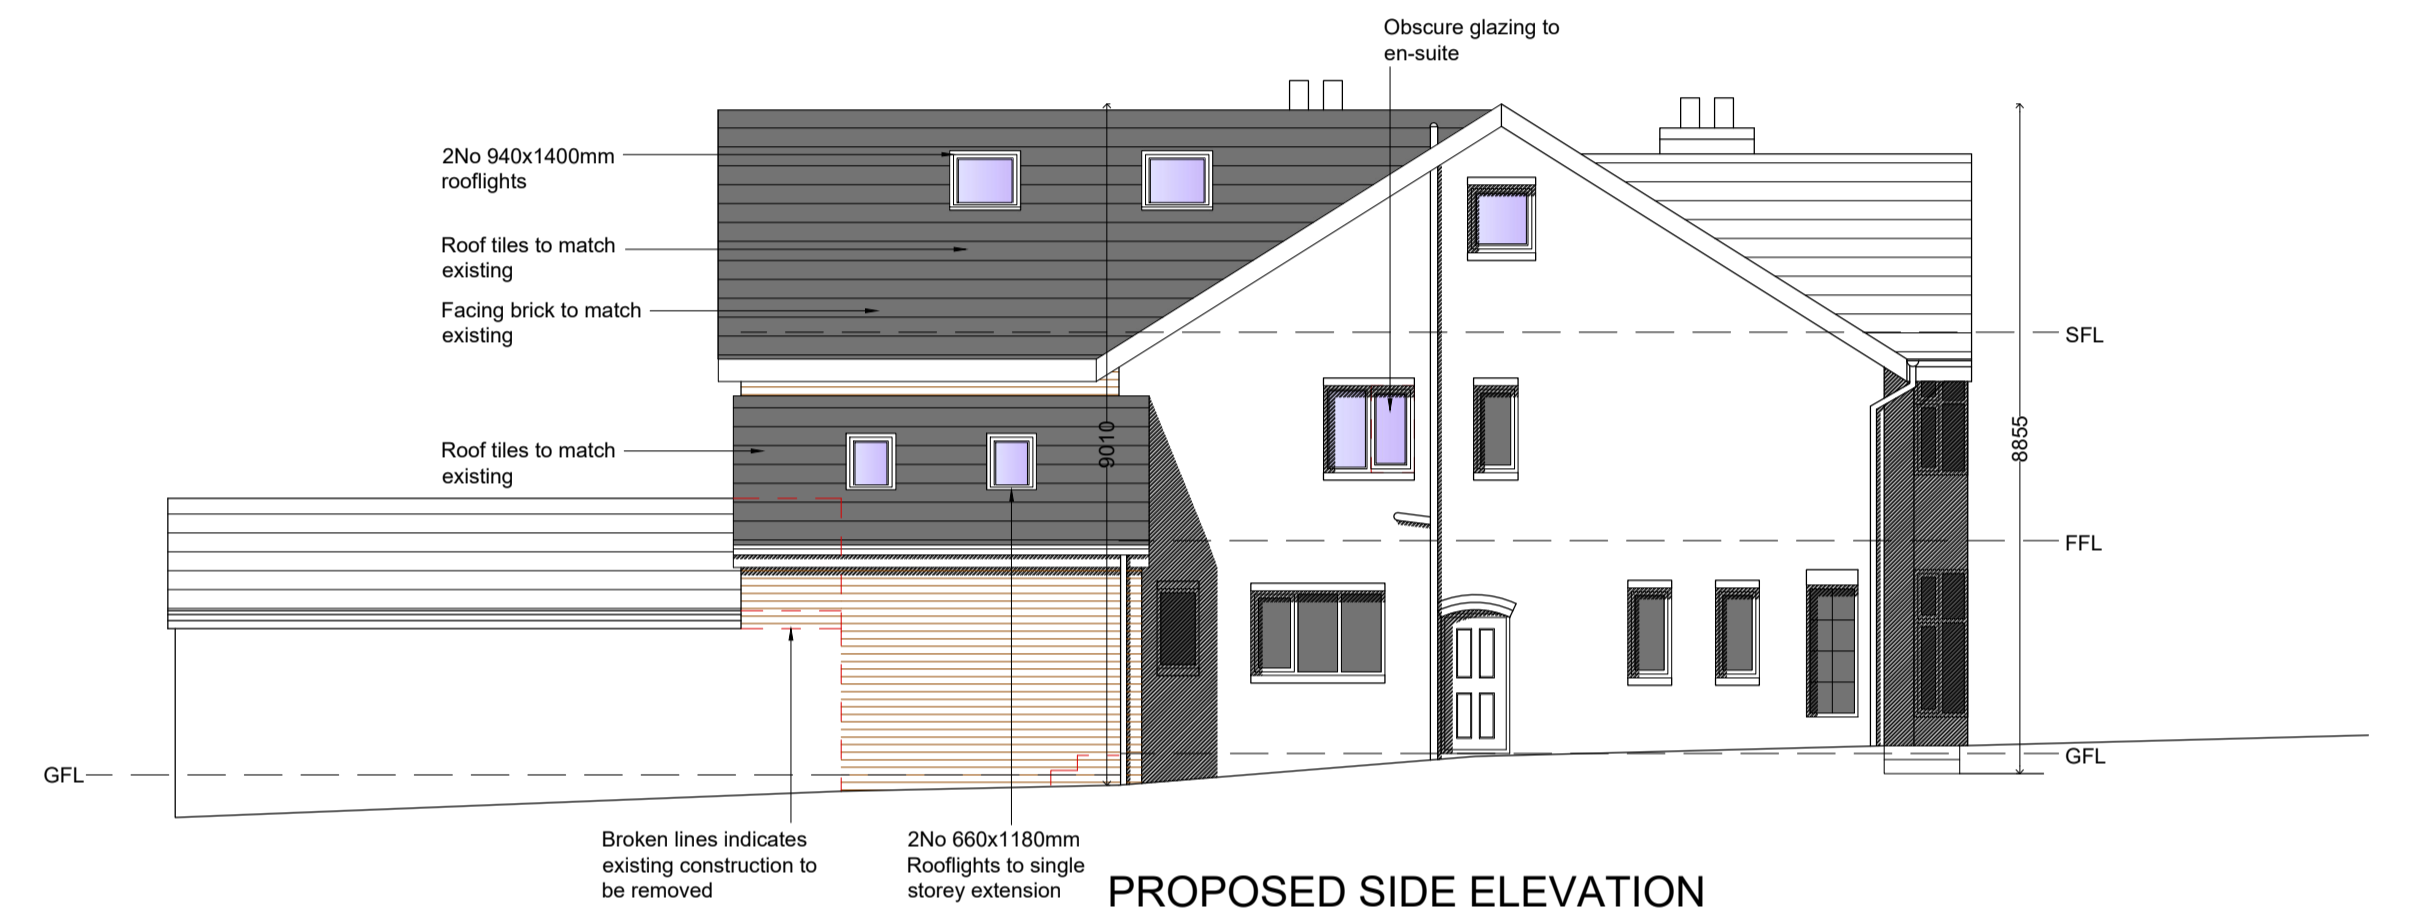 Obscure glazing to
en-suite
2No 940x1400mm
rooflights
Roof tiles to match
existing
Facing brick to match
existing
SFL
Roof tiles to match
existing
9010
8855
FFL
GFL
GFL
Broken lines indicates
existing construction to
be removed
2No 660x1180mm
Rooflights to single
storey extension
PROPOSED SIDE ELEVATION